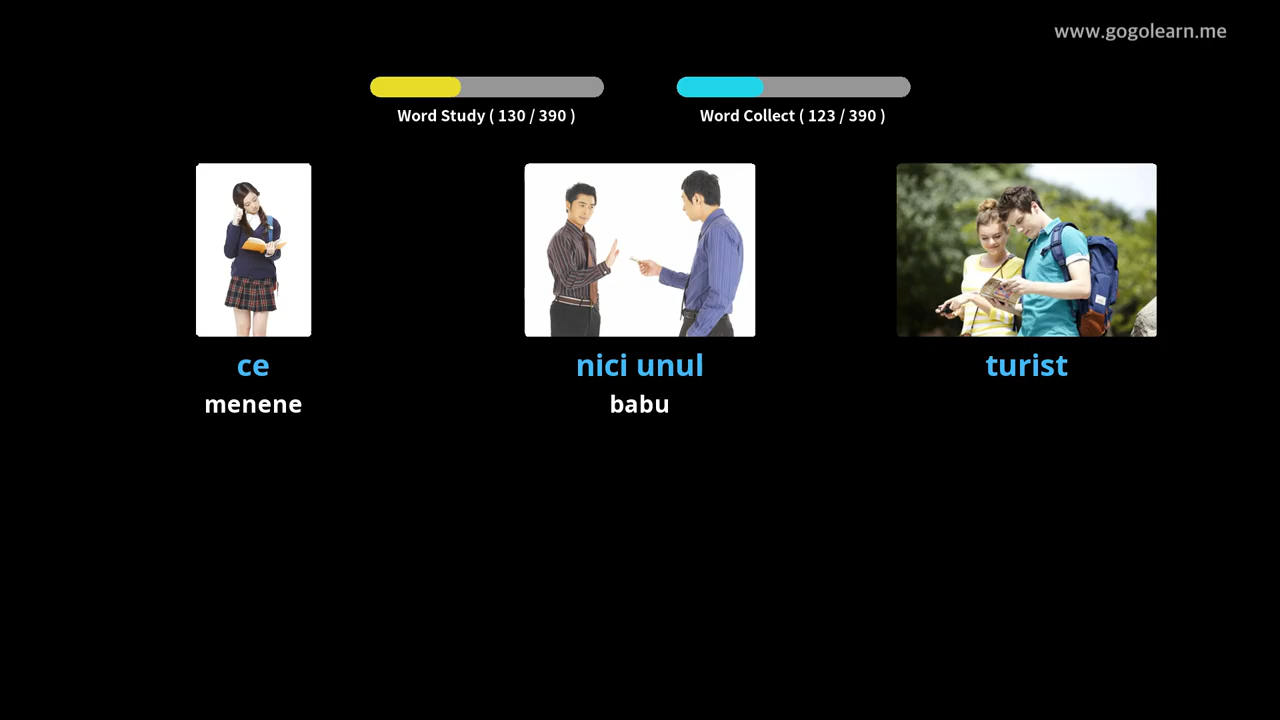 www.gogolearn.me
Word Study ( 130 / 390 )
Word Collect ( 123 / 390 )
ce
menene
nici unul
babu
turist